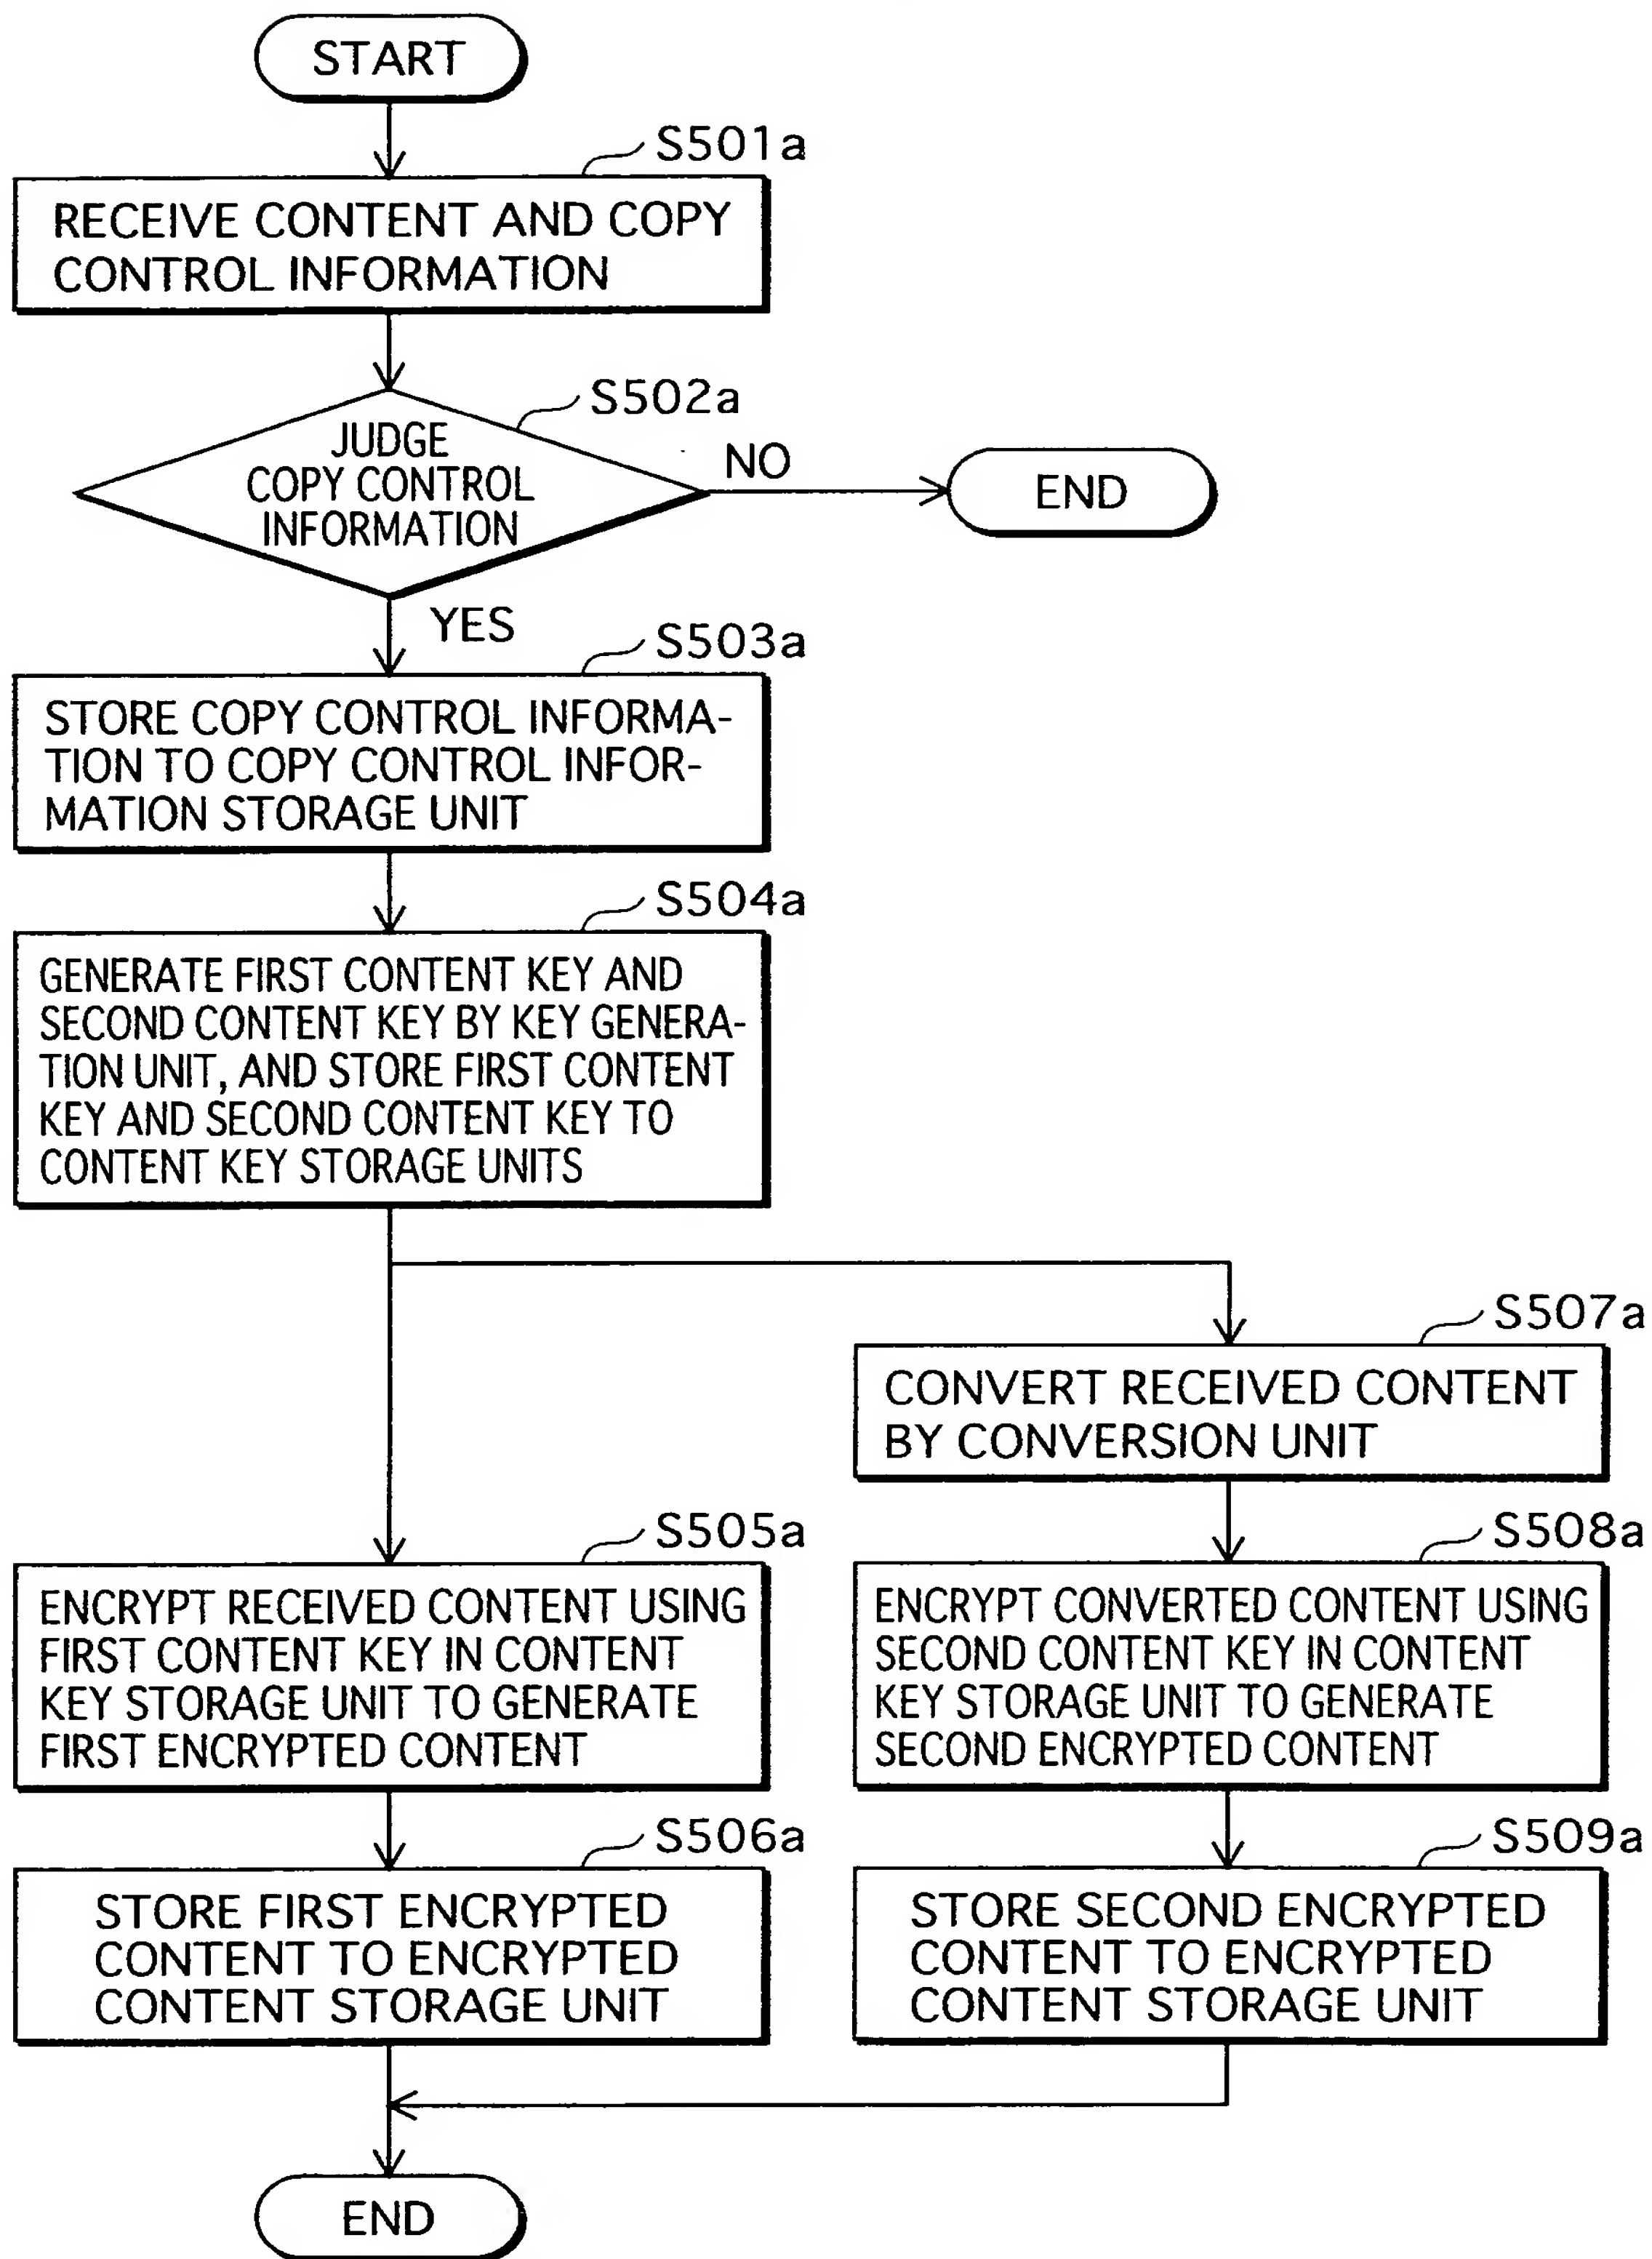 START
S501a
RECEIVE CONTENT AND COPY
CONTROL INFORMATION
S502a
JUDGE
COPY CONTROL
INFORMATION
NO
END
YES
S503a
STORE COPY CONTROL INFORMA-
TION TO COPY CONTROL INFOR-
MATION STORAGE UNIT
S504a
GENERATE FIRST CONTENT KEY AND
SECOND CONTENT KEY BY KEY GENERA-
TION UNIT, AND STORE FIRST CONTENT
KEY AND SECOND CONTENT KEY TO
CONTENT KEY STORAGE UNITS
S507a
CONVERT RECEIVED CONTENT
BY CONVERSION UNIT
S505a
ENCRYPT RECEIVED CONTENT USING
FIRST CONTENT KEY IN CONTENT
KEY STORAGE UNIT TO GENERATE
FIRST ENCRYPTED CONTENT
S508a
ENCRYPT CONVERTED CONTENT USING
SECOND CONTENT KEY IN CONTENT
KEY STORAGE UNIT TO GENERATE
SECOND ENCRYPTED CONTENT
S506a
STORE FIRST ENCRYPTED
CONTENT TO ENCRYPTED
CONTENT STORAGE UNIT
S509a
STORE SECOND ENCRYPTED
CONTENT TO ENCRYPTED
CONTENT STORAGE UNIT
END